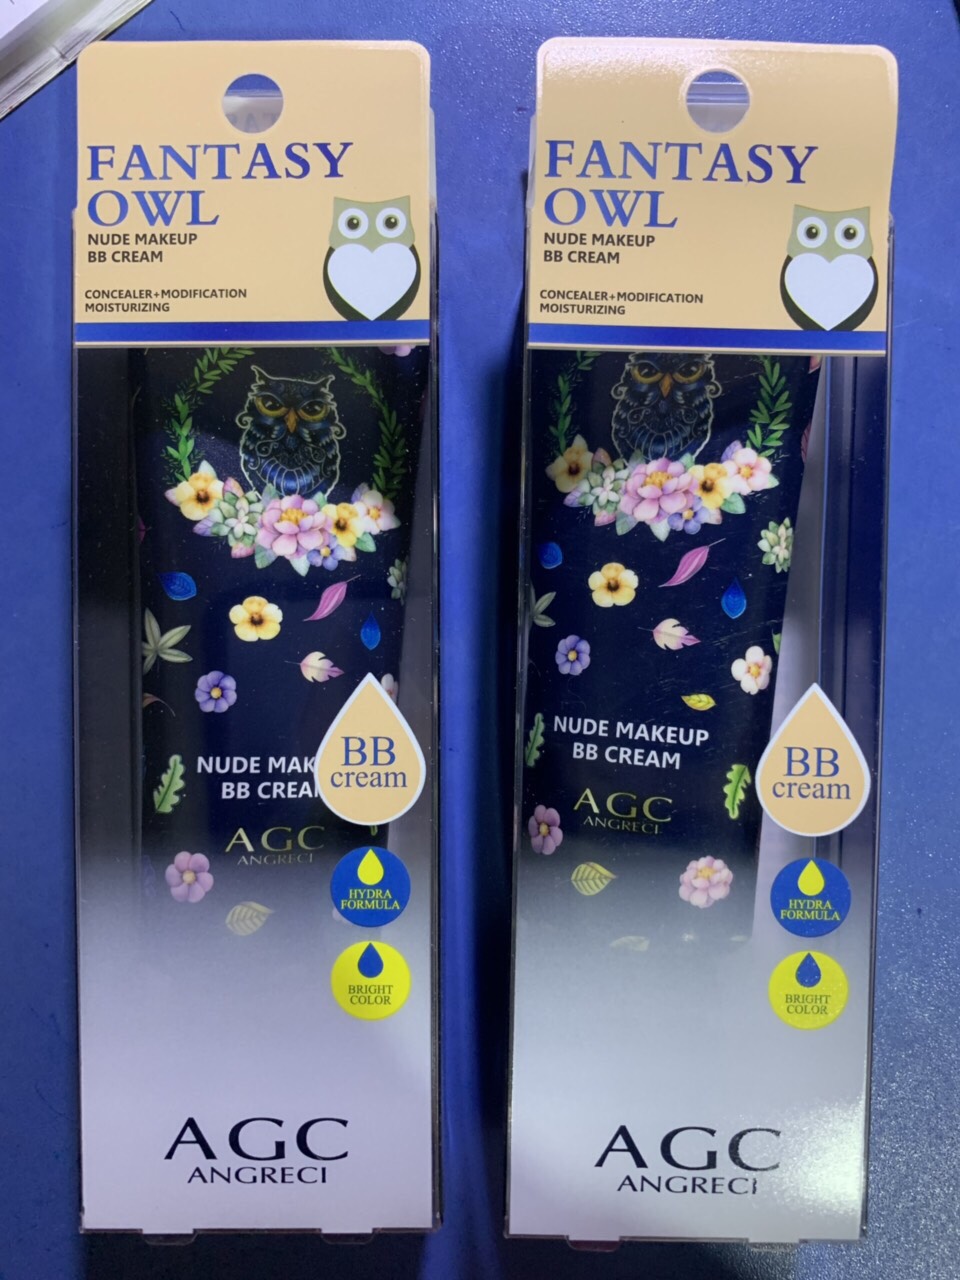 FANTASY
OWL
NUDE MAKEUP
BB CREAM
CONCEALER+MODIFICATION
MOISTURIZING
NUDE MAK
BB CREA
AGC
ANGRECI
BB
cream
HYDRA
FORMULA
BRIGHT
COLOR
AGC
ANGRECI
FANTASY
OWL
NUDE MAKEUP
BB CREAM
CONCEALER+MODIFICATION
MOISTURIZING
NUDE MAKEUP
BB CREAM
AGC
ANGRECI
BB
cream
HYDRA
FORMULA
BRIGHT
COLOR
AGC
ANGRECI